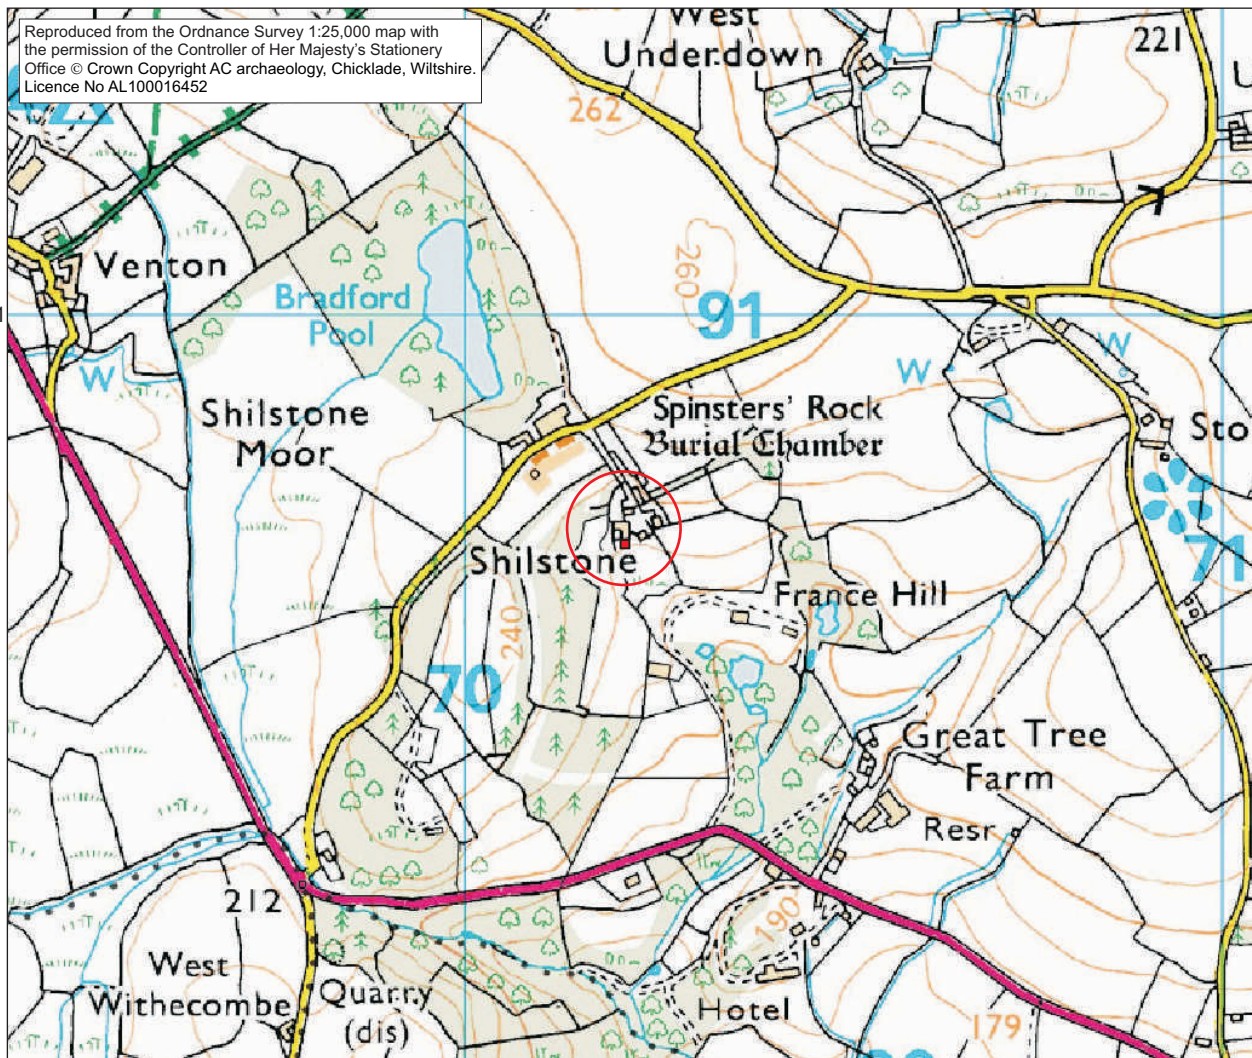 Reproduced from the Ordnance Survey 1:25,000 map with
the permission of the Controller of Her Majesty's Stationery
Office © Crown Copyright AC archaeology, Chicklade, Wiltshire.
Licence No AL100016452
West
Underdown
221
262
Venton
Bradford
Pool
260
91
W
W
W
Shilstone
Moor
Spinsters' Rock
Burial Chamber
Sto
Shilstone
71
France Hill
240
70
Great Tree
Farm
Resr
212
190
West
Withecombe
Quarry
(dis)
Hotel
179